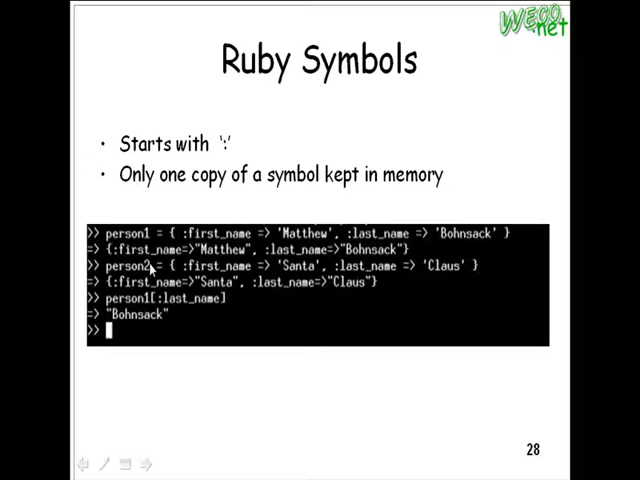 WECO
.net
Ruby Symbols
• Starts with ':'
• Only one copy of a symbol kept in memory
>> person1 = { :first_name => 'Matthew', :last_name => 'Bohnsack' }
=> {:first_name=>"Matthew", :last_name=>"Bohnsack"}
>> person2 = { :first_name => 'Santa', :last_name => 'Claus' }
=> {:first_name=>"Santa", :last_name=>"Claus"}
>> person1[:last_name]
=> "Bohnsack"
>>
28